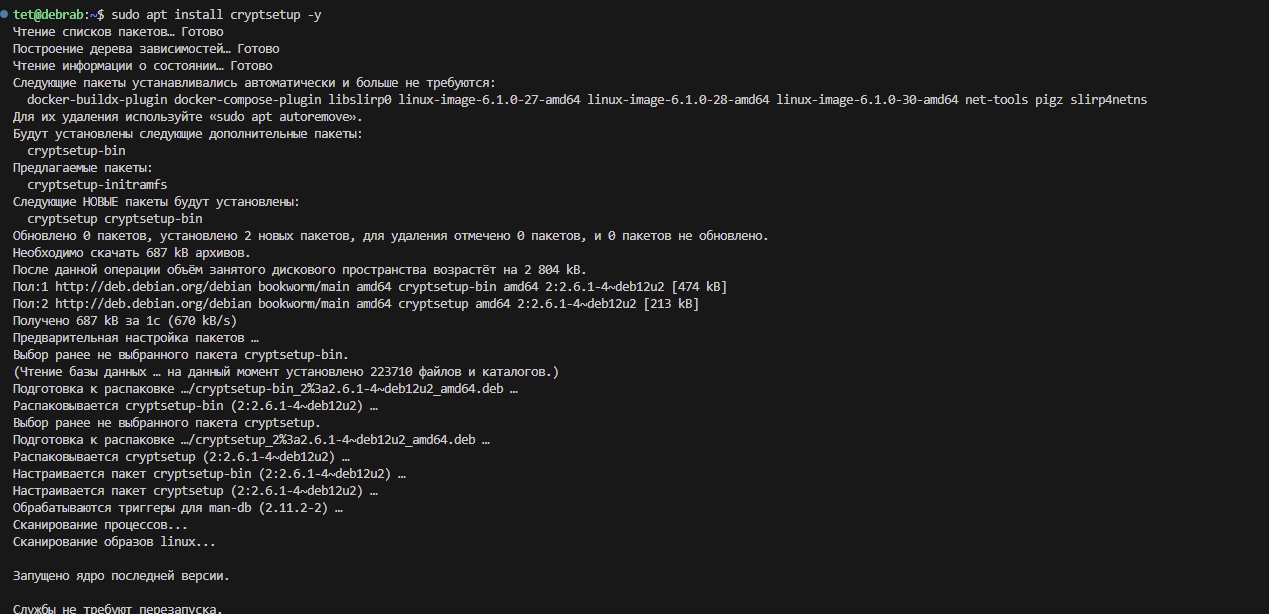 tet@debrab:~$ sudo apt install cryptsetup -y
Чтение списков пакетов… Готово
Построение дерева зависимостей… Готово
Чтение информации о состоянии… Готово
Следующие пакеты устанавливались автоматически и больше не требуются:
  docker-buildx-plugin docker-compose-plugin libslirp0 linux-image-6.1.0-27-amd64 linux-image-6.1.0-28-amd64 linux-image-6.1.0-30-amd64 net-tools pigz slirp4netns
Для их удаления используйте «sudo apt autoremove».
Будут установлены следующие дополнительные пакеты:
  cryptsetup-bin
Предлагаемые пакеты:
  cryptsetup-initramfs
Следующие НОВЫЕ пакеты будут установлены:
  cryptsetup cryptsetup-bin
Обновлено 0 пакетов, установлено 2 новых пакетов, для удаления отмечено 0 пакетов, и 0 пакетов не обновлено.
Необходимо скачать 687 kB архивов.
После данной операции объём занятого дискового пространства возрастёт на 2 804 kB.
Пол:1 http://deb.debian.org/debian bookworm/main amd64 cryptsetup-bin amd64 2:2.6.1-4~deb12u2 [474 kB]
Пол:2 http://deb.debian.org/debian bookworm/main amd64 cryptsetup amd64 2:2.6.1-4~deb12u2 [213 kB]
Получено 687 kB за 1с (670 kB/s)
Предварительная настройка пакетов …
Выбор ранее не выбранного пакета cryptsetup-bin.
(Чтение базы данных … на данный момент установлено 223710 файлов и каталогов.)
Подготовка к распаковке …/cryptsetup-bin_2%3a2.6.1-4~deb12u2_amd64.deb …
Распаковывается cryptsetup-bin (2:2.6.1-4~deb12u2) …
Выбор ранее не выбранного пакета cryptsetup.
Подготовка к распаковке …/cryptsetup_2%3a2.6.1-4~deb12u2_amd64.deb …
Распаковывается cryptsetup (2:2.6.1-4~deb12u2) …
Настраивается пакет cryptsetup-bin (2:2.6.1-4~deb12u2) …
Настраивается пакет cryptsetup (2:2.6.1-4~deb12u2) …
Обрабатываются триггеры для man-db (2.11.2-2) …
Сканирование процессов...
Сканирование образов linux...
Запущено ядро последней версии.
Службы не требуют перезапуска.